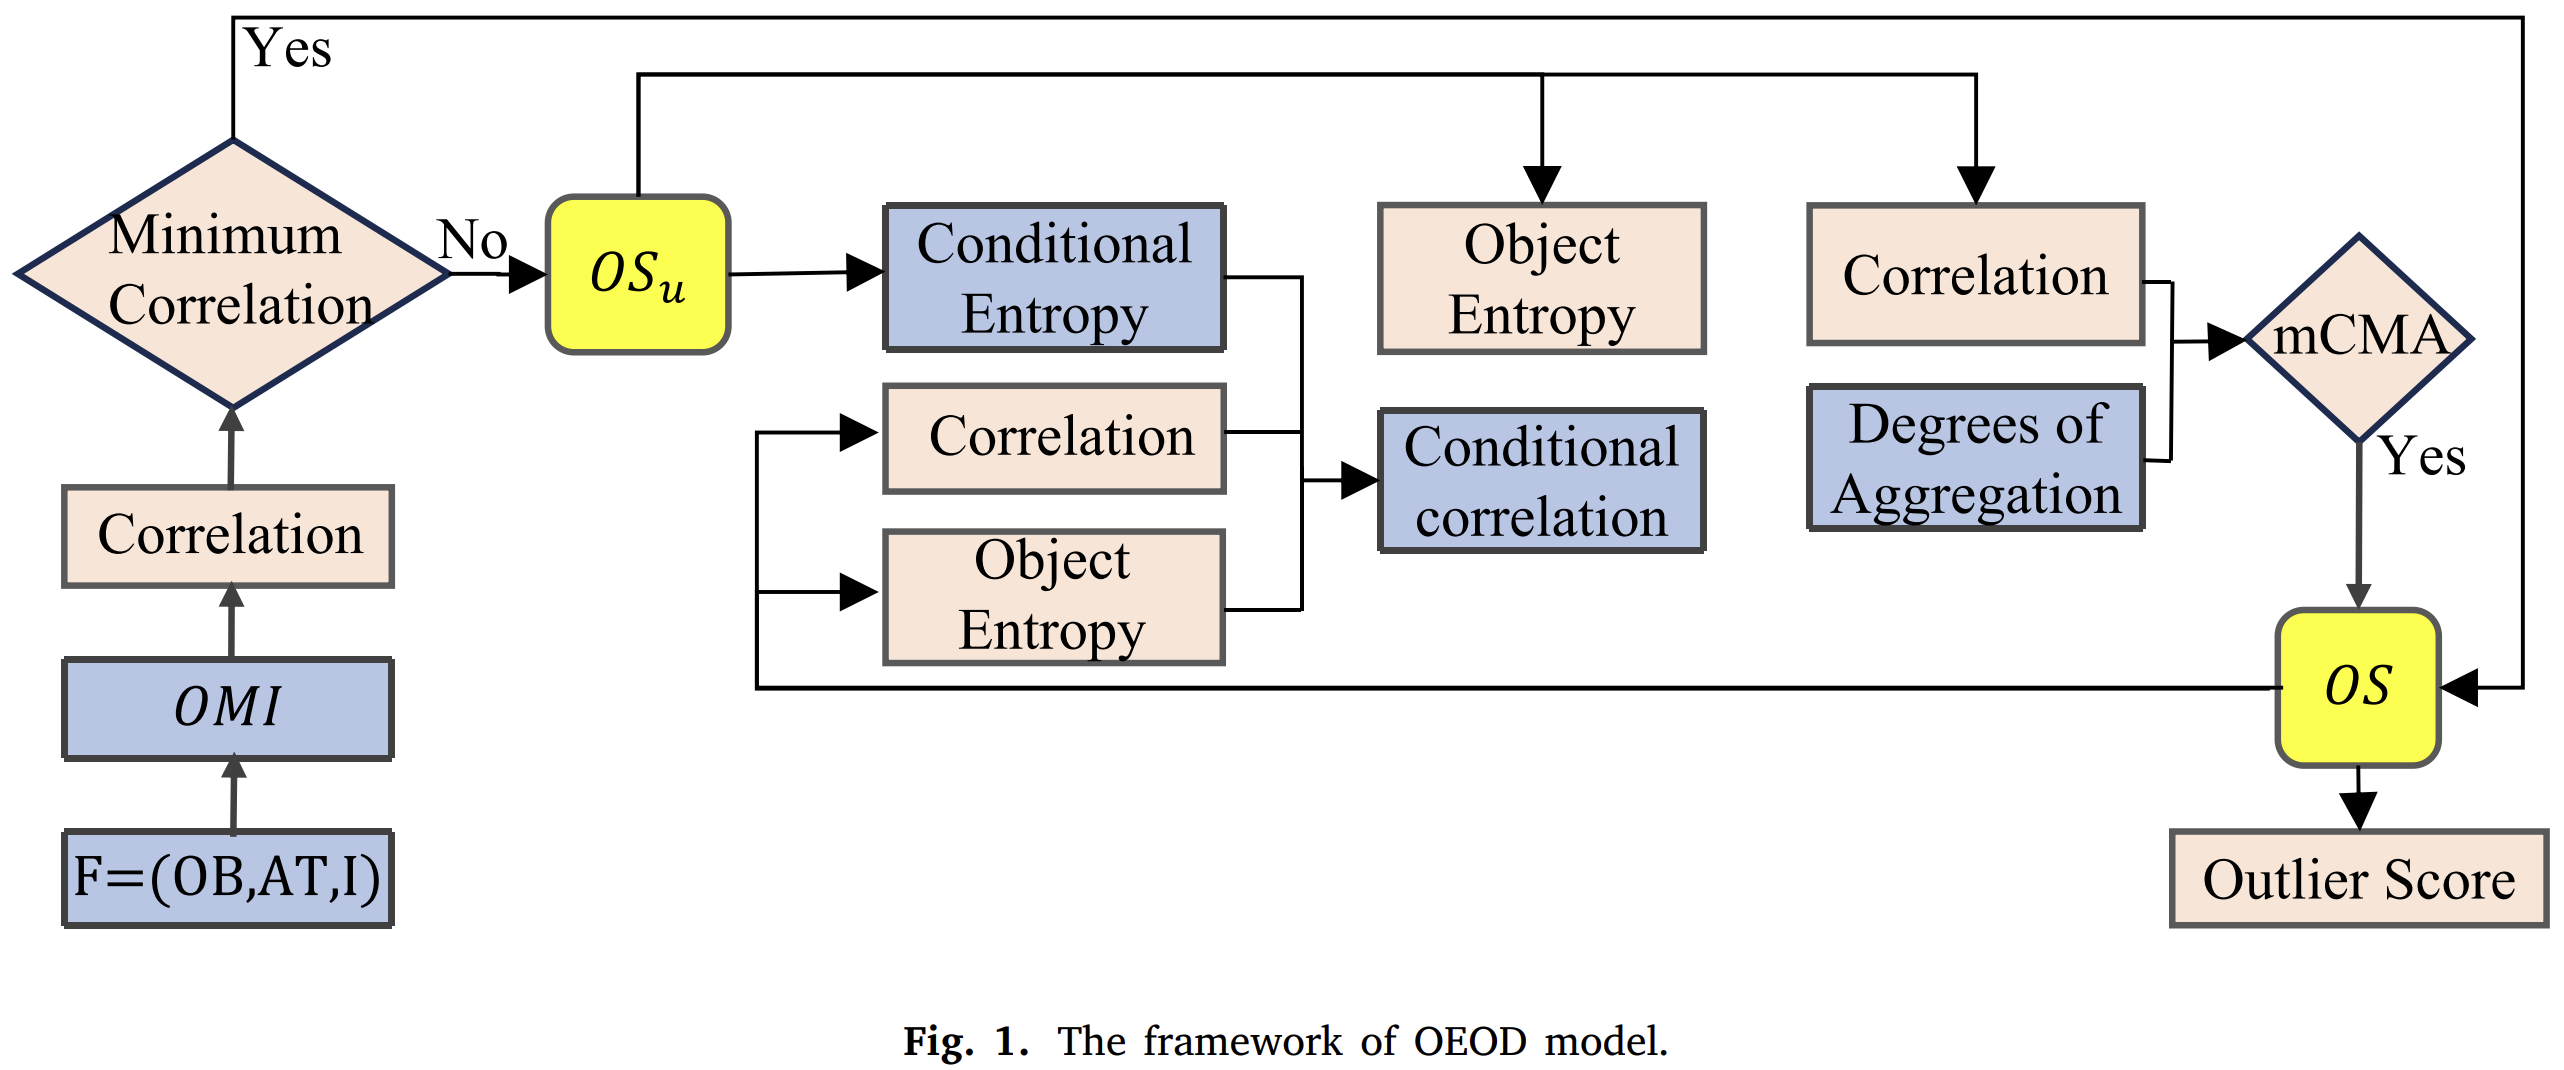 Yes
Minimum
Correlation
No
OSᵤ
Conditional
Entropy
Object
Entropy
Correlation
mCMA
Yes
Correlation
Degrees of
Aggregation
Conditional
correlation
Object
Entropy
Correlation
OMI
OS
F=(OB,AT,I)
Outlier Score
Fig. 1. The framework of OEOD model.